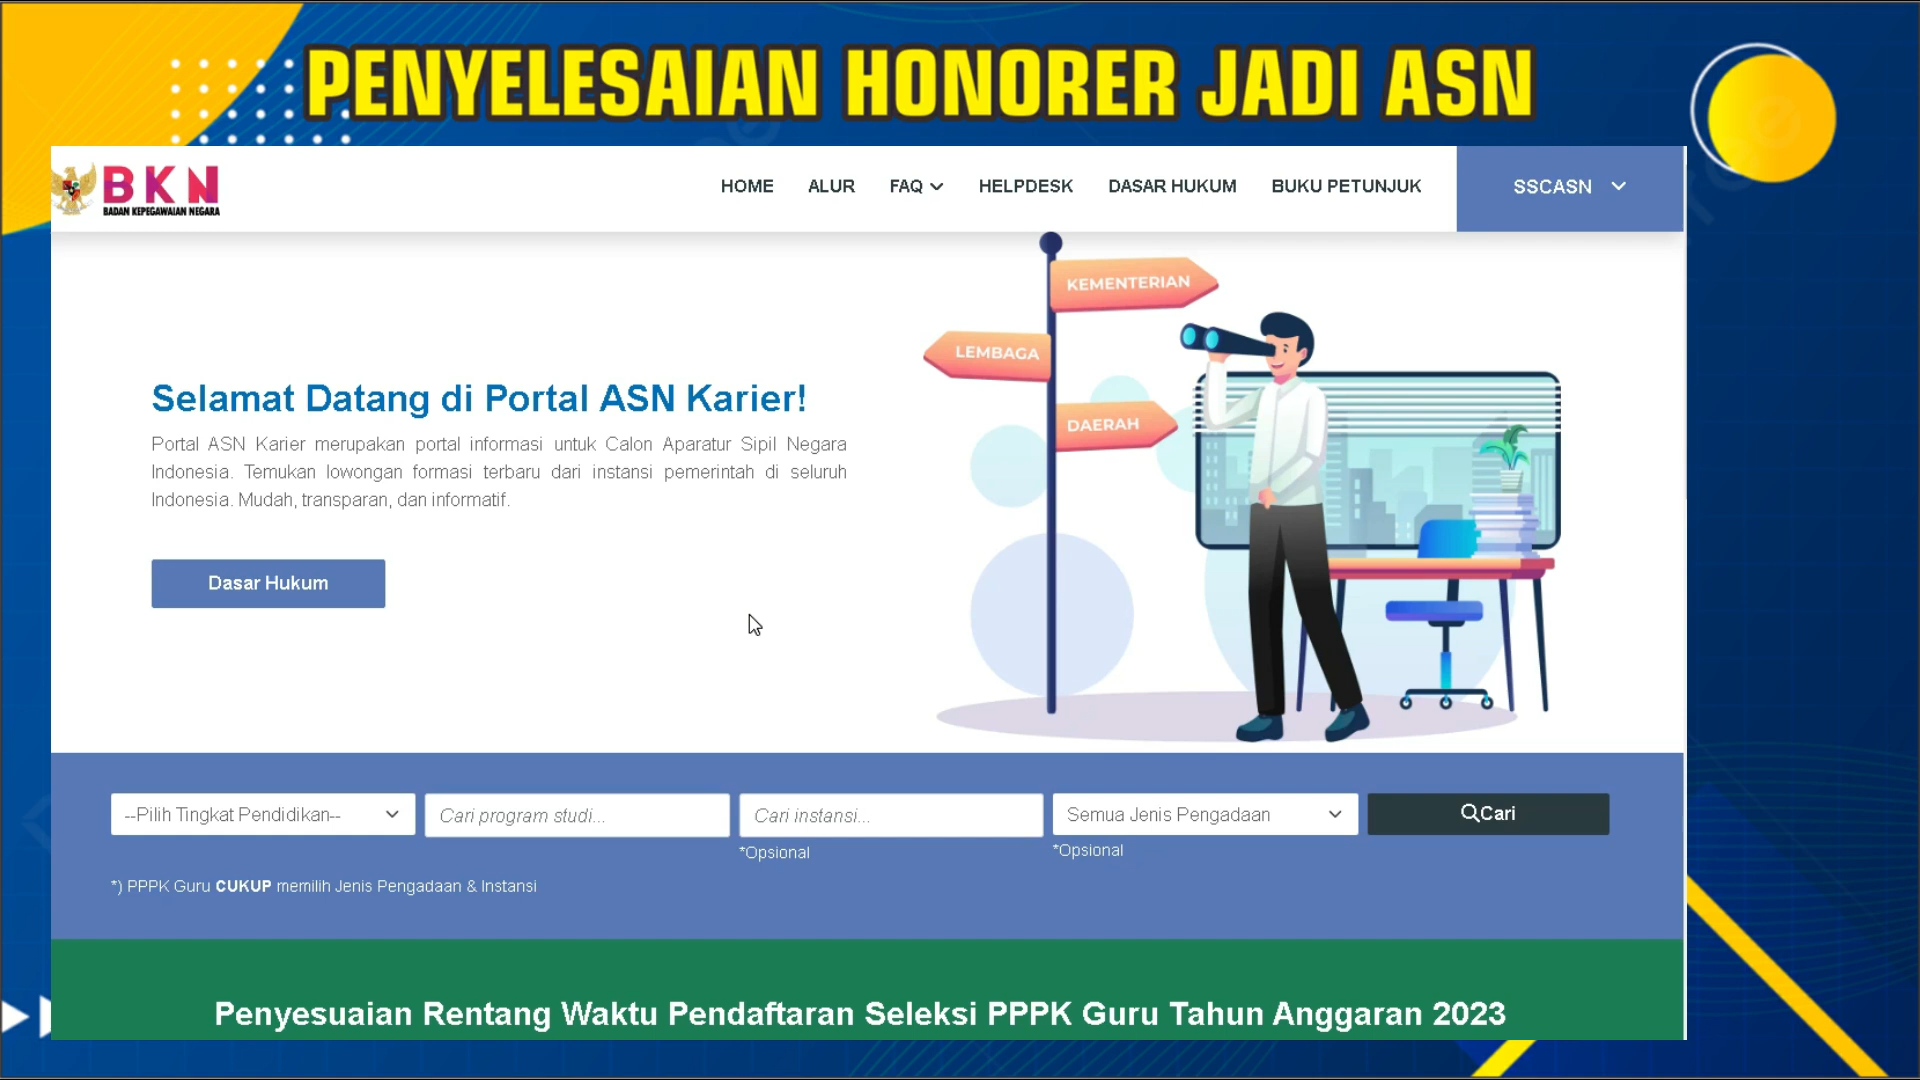 PENYELESAIAN HONORER JADI ASN
BKN
BADAN KEPEGAWAIAN NEGARA
HOME ALUR FAQ HELPDESK DASAR HUKUM BUKU PETUNJUK SSCASN
KEMENTERIAN
LEMBAGA
DAERAH
Selamat Datang di Portal ASN Karier!
Portal ASN Karier merupakan portal informasi untuk Calon Aparatur Sipil Negara
Indonesia. Temukan lowongan formasi terbaru dari instansi pemerintah di seluruh
Indonesia. Mudah, transparan, dan informatif.
Dasar Hukum
--Pilih Tingkat Pendidikan-- Cari program studi... Cari instansi... Semua Jenis Pengadaan Cari
*Opsional *Opsional
*) PPPK Guru CUKUP memilih Jenis Pengadaan & Instansi
Penyesuaian Rentang Waktu Pendaftaran Seleksi PPPK Guru Tahun Anggaran 2023